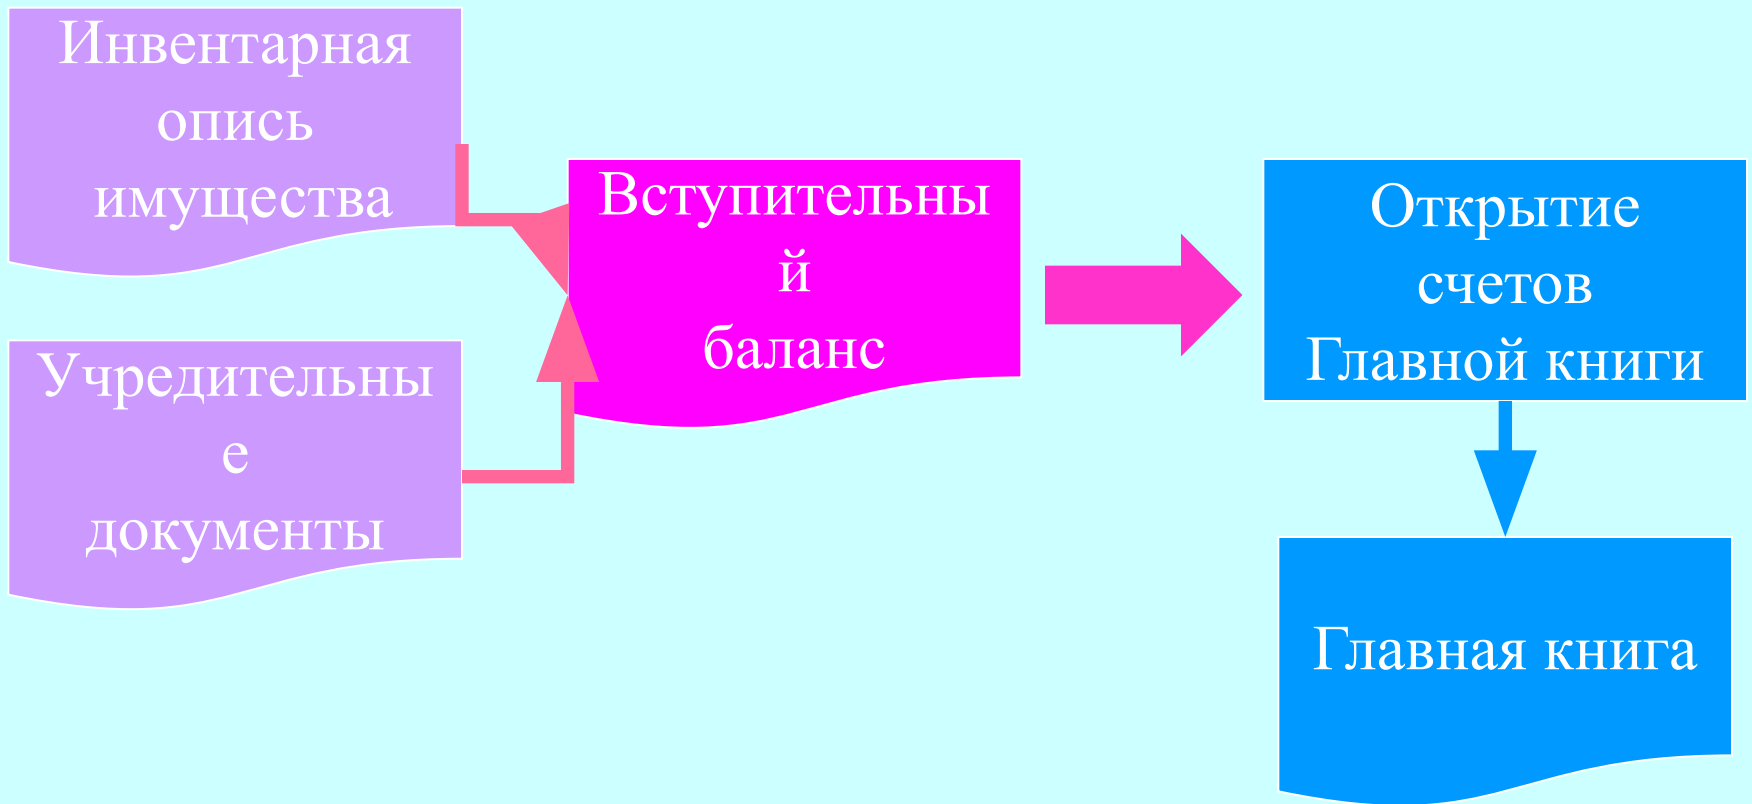 Инвентарная
опись
имущества
Вступительны
й
баланс
Открытие
счетов
Главной книги
Учредительны
е
документы
Главная книга